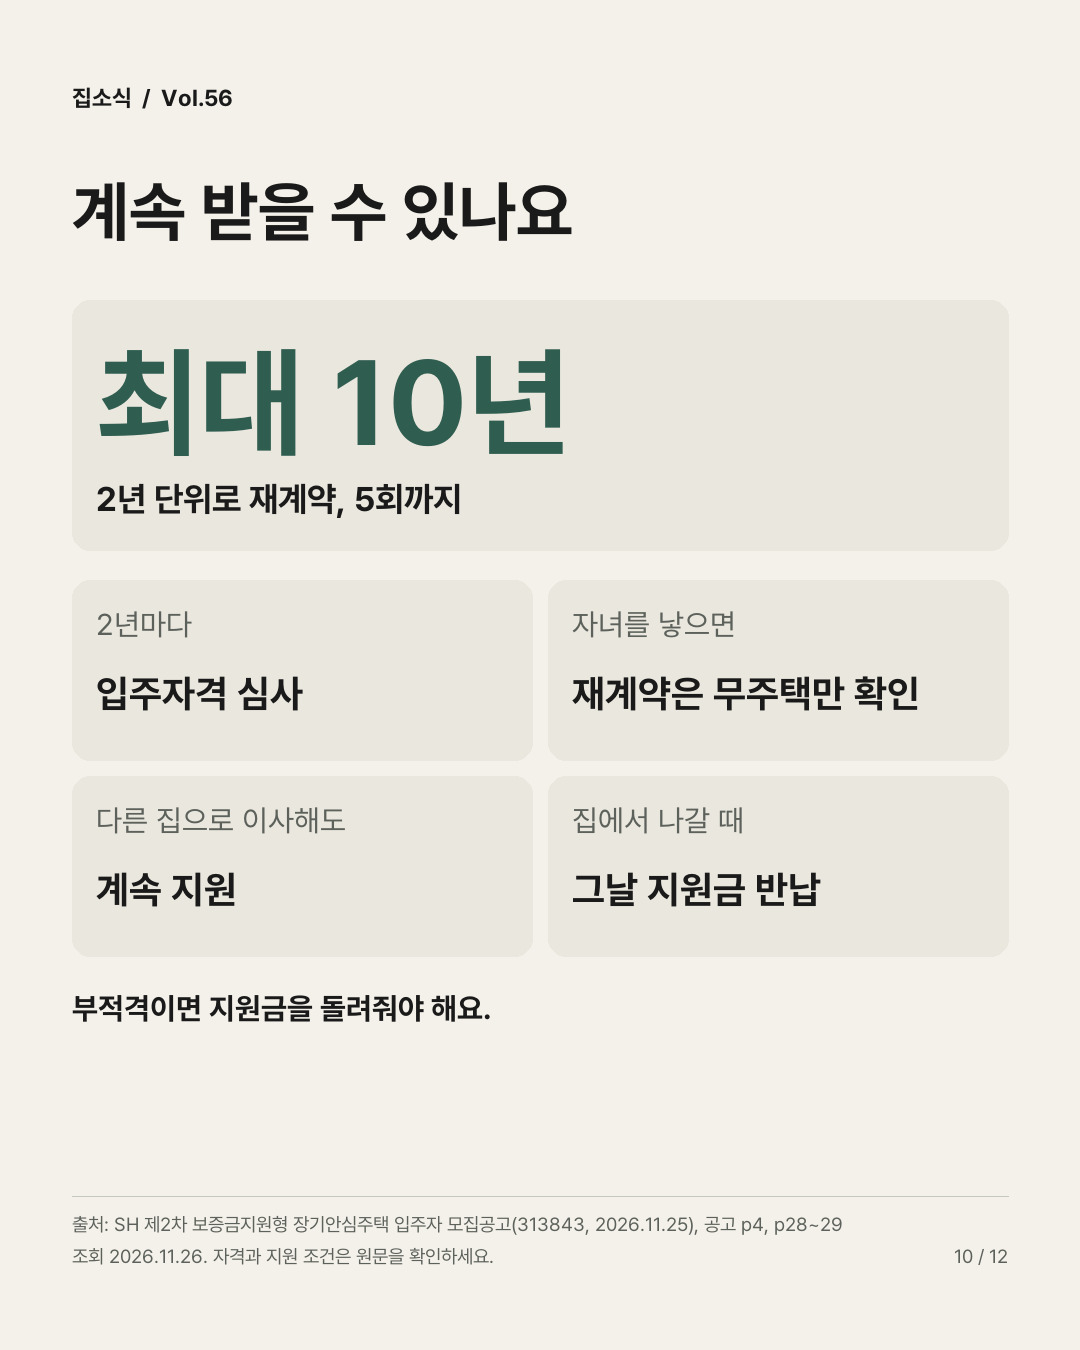 집소식 / Vol.56
계속 받을 수 있나요
최대 10년
2년 단위로 재계약, 5회까지
2년마다
입주자격 심사
자녀를 낳으면
재계약은 무주택만 확인
다른 집으로 이사해도
계속 지원
집에서 나갈 때
그날 지원금 반납
부적격이면 지원금을 돌려줘야 해요.
출처: SH 제2차 보증금지원형 장기안심주택 입주자 모집공고(313843, 2026.11.25), 공고 p4, p28~29
조회 2026.11.26. 자격과 지원 조건은 원문을 확인하세요.
10 / 12